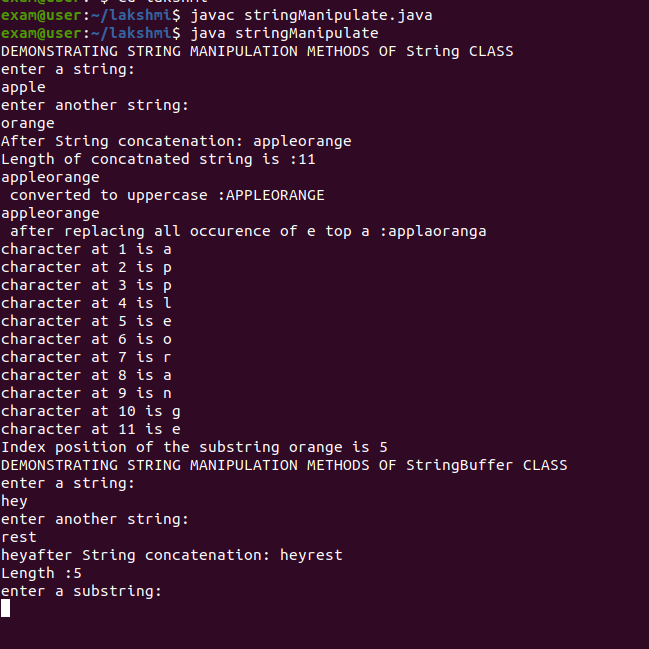 exam@user:~/lakshmi$ javac stringManipulate.java
exam@user:~/lakshmi$ java stringManipulate
DEMONSTRATING STRING MANIPULATION METHODS OF String CLASS
enter a string:
apple
enter another string:
orange
After String concatenation: appleorange
Length of concatnated string is :11
appleorange
 converted to uppercase :APPLEORANGE
appleorange
 after replacing all occurence of e top a :applaoranga
character at 1 is a
character at 2 is p
character at 3 is p
character at 4 is l
character at 5 is e
character at 6 is o
character at 7 is r
character at 8 is a
character at 9 is n
character at 10 is g
character at 11 is e
Index position of the substring orange is 5
DEMONSTRATING STRING MANIPULATION METHODS OF StringBuffer CLASS
enter a string:
hey
enter another string:
rest
heyafter String concatenation: heyrest
Length :5
enter a substring: